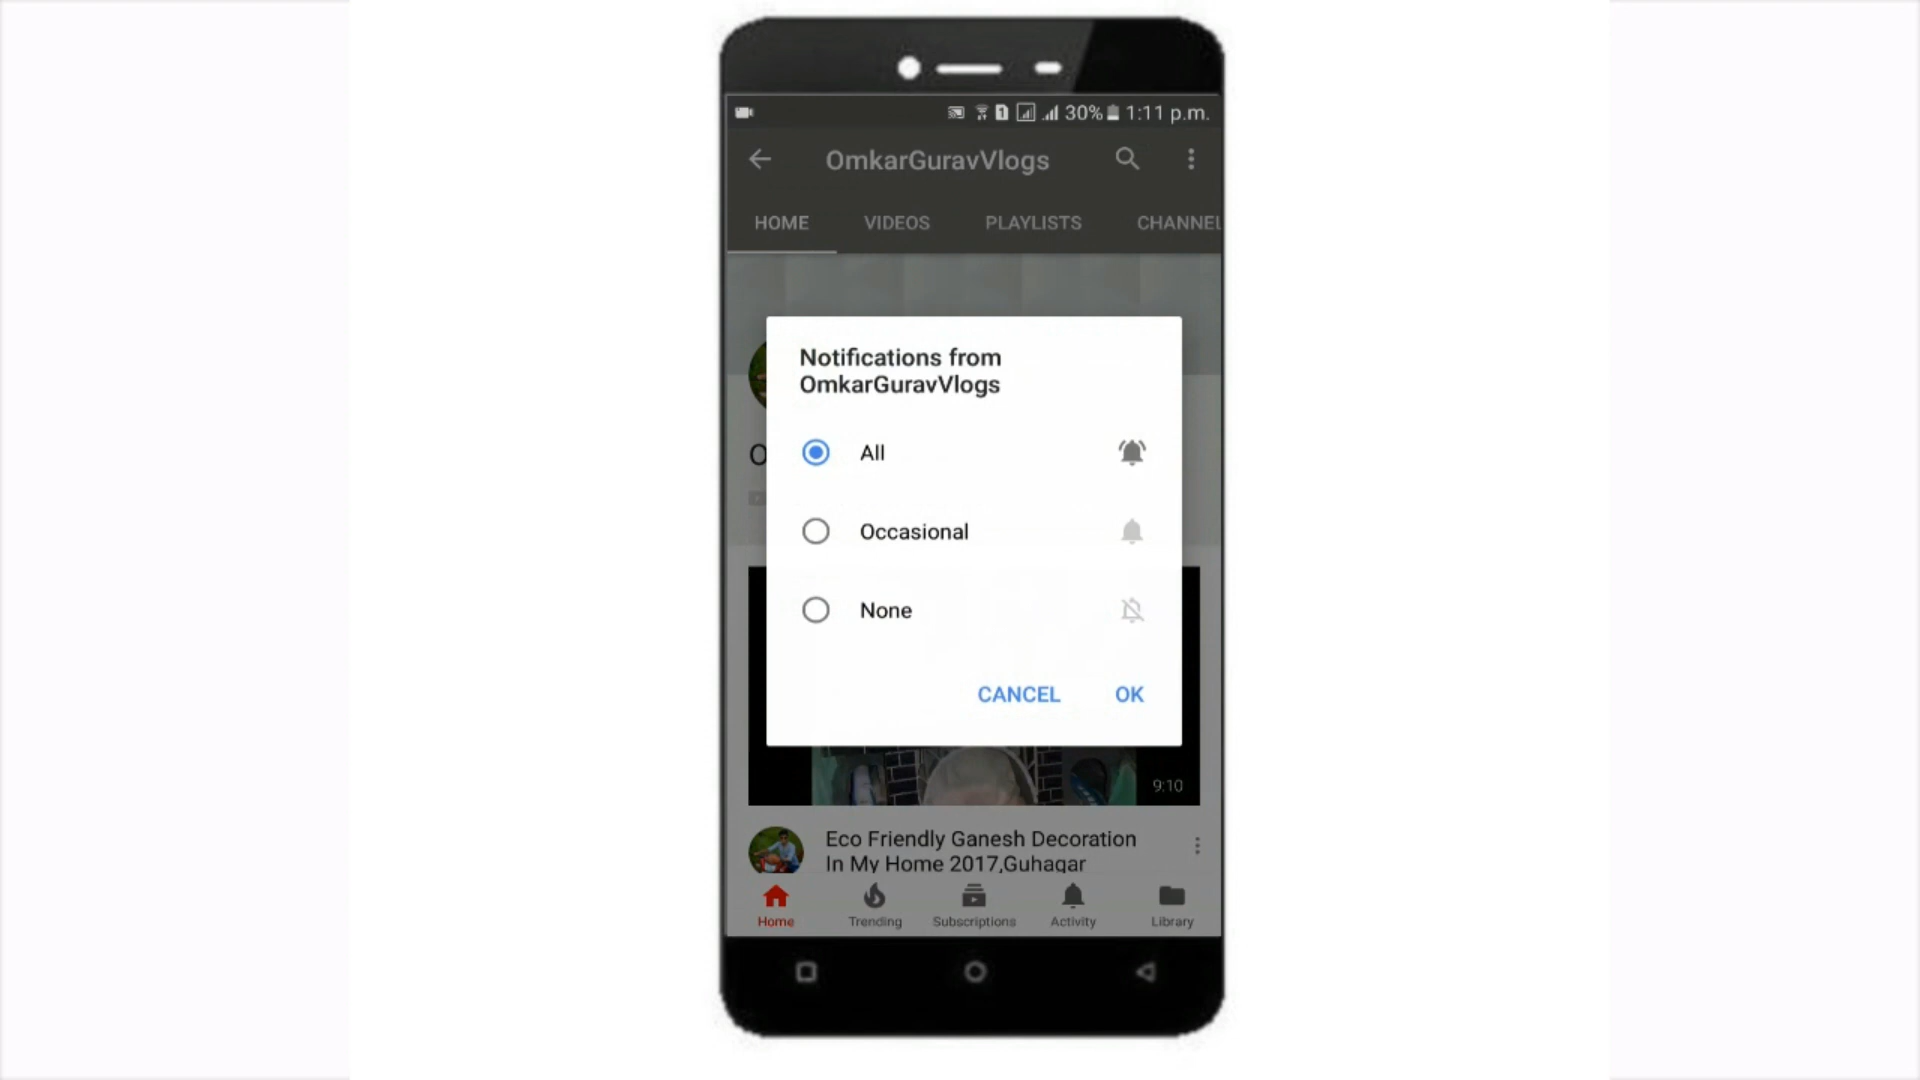 30% 1:11 p.m.
OmkarGuravVlogs
HOME VIDEOS PLAYLISTS CHANNEL
Notifications from
OmkarGuravVlogs
O
All
Occasional
None
CANCEL OK
9:10
Eco Friendly Ganesh Decoration
In My Home 2017,Guhagar
Home Trending Subscriptions Activity Library